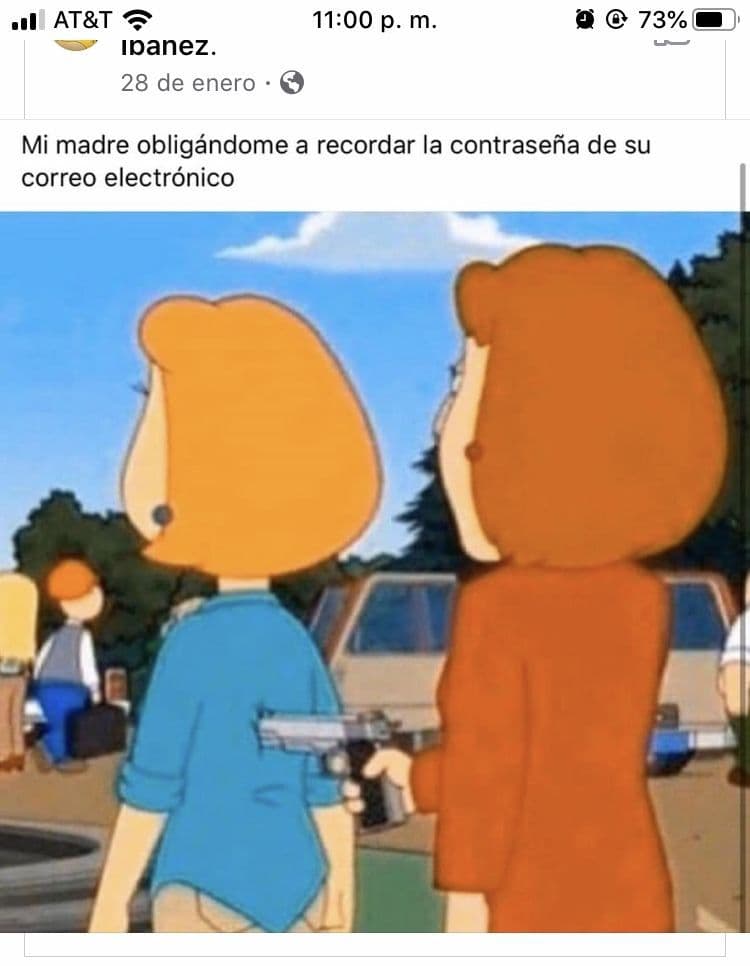 AT&T 11:00 p. m. 73%
Ibanez.
28 de enero ·
Mi madre obligándome a recordar la contraseña de su
correo electrónico